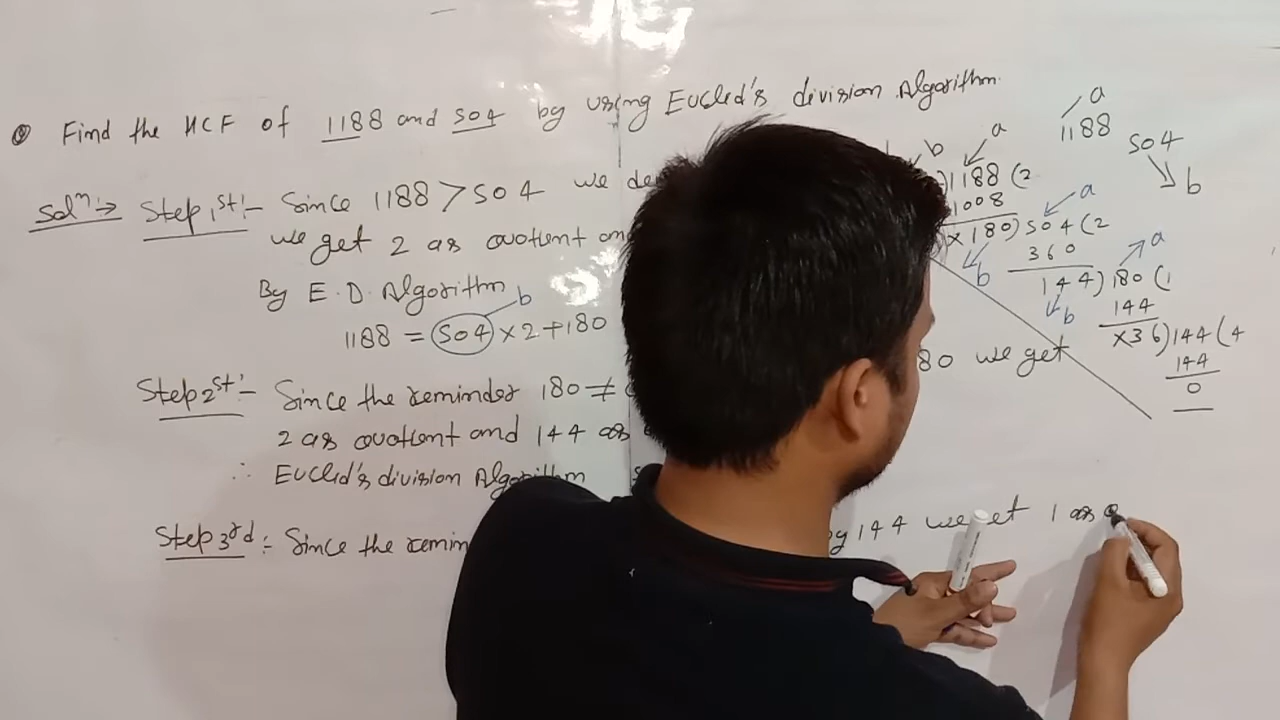 Find the HCF of 1188 and 504 by using Euclid's division Algorithm.
Solⁿ:→ Step 1st:- Since 1188 > 504 we de
we get 2 as quotient an
By E.D. Algorithm
1188 = 504 × 2 + 180
b
Step 2st:- Since the reminder 180 ≠
80 we get
2 as quotient and 144 as
∴ Euclid's division Algorithm
Step 3rd:- Since the remin
by 144 we get 1 as
b a
)1188(2
1008
×180)504(2
a
360
b
144)180(1
a
b
144
×36)144(4
144
0
a
1188
504
b